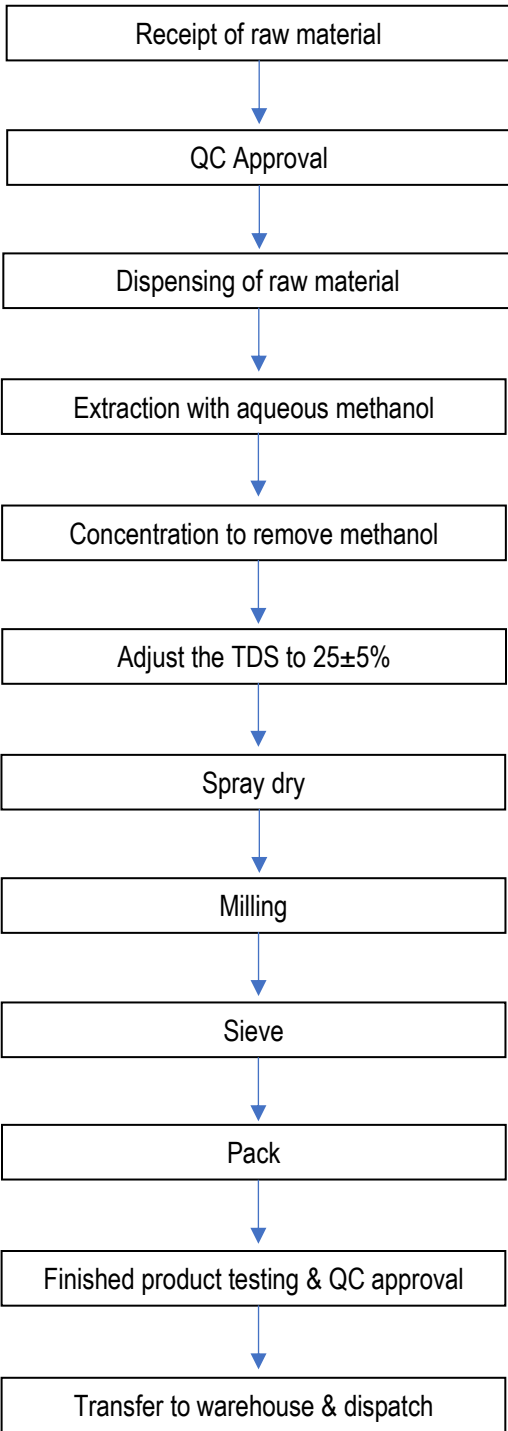 Receipt of raw material
QC Approval
Dispensing of raw material
Extraction with aqueous methanol
Concentration to remove methanol
Adjust the TDS to 25±5%
Spray dry
Milling
Sieve
Pack
Finished product testing & QC approval
Transfer to warehouse & dispatch